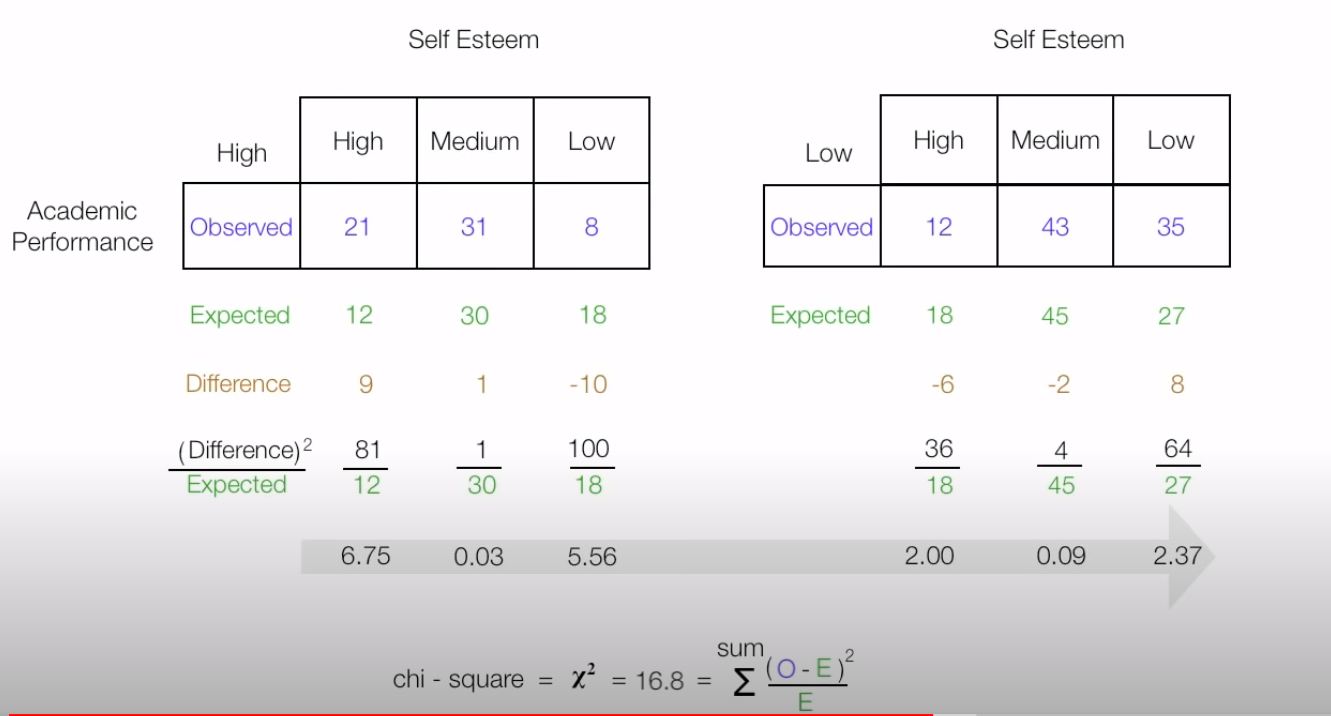 Self Esteem Self Esteem
High High Medium Low Low High Medium Low
Academic
Performance Observed 21 31 8 Observed 12 43 35
Expected 12 30 18 Expected 18 45 27
Difference 9 1 -10 -6 -2 8
(Difference)² 81 1 100 36 4 64
Expected 12 30 18 18 45 27
6.75 0.03 5.56 2.00 0.09 2.37
sum
chi - square = χ² = 16.8 = Σ (O - E)²
E